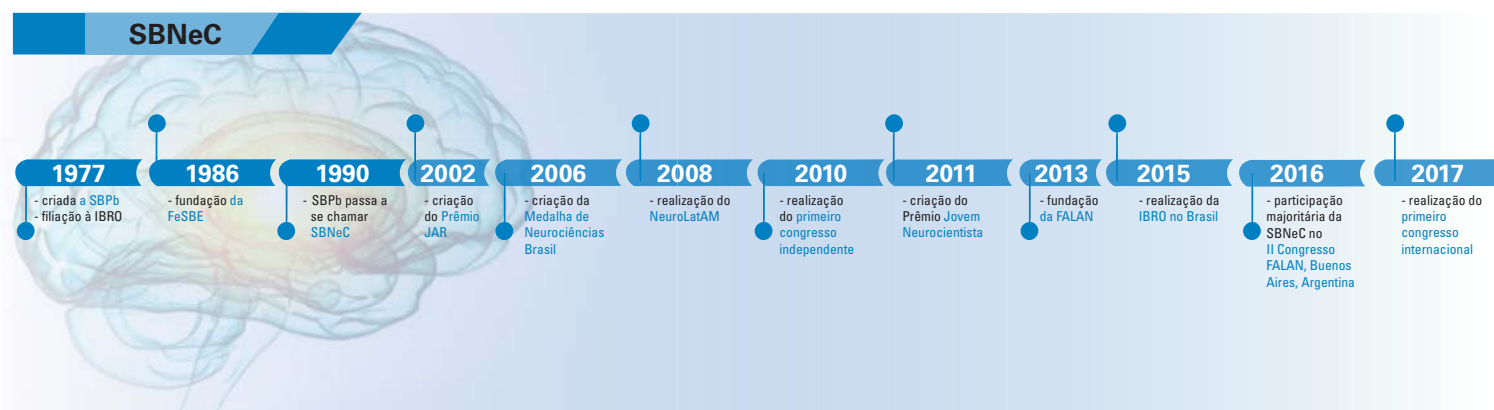 SBNeC
1977
- criada a SBPb
- filiação à IBRO
1986
- fundação da
FeSBE
1990
- SBPb passa a
se chamar
SBNeC
2002
- criação
do Prêmio
JAR
2006
- criação da
Medalha de
Neurociências
Brasil
2008
- realização do
NeuroLatAM
2010
- realização
do primeiro
congresso
independente
2011
- criação do
Prêmio Jovem
Neurocientista
2013
- fundação
da FALAN
2015
- realização da
IBRO no Brasil
2016
- participação
majoritária da
SBNeC no
II Congresso
FALAN, Buenos
Aires, Argentina
2017
- realização do
primeiro
congresso
internacional